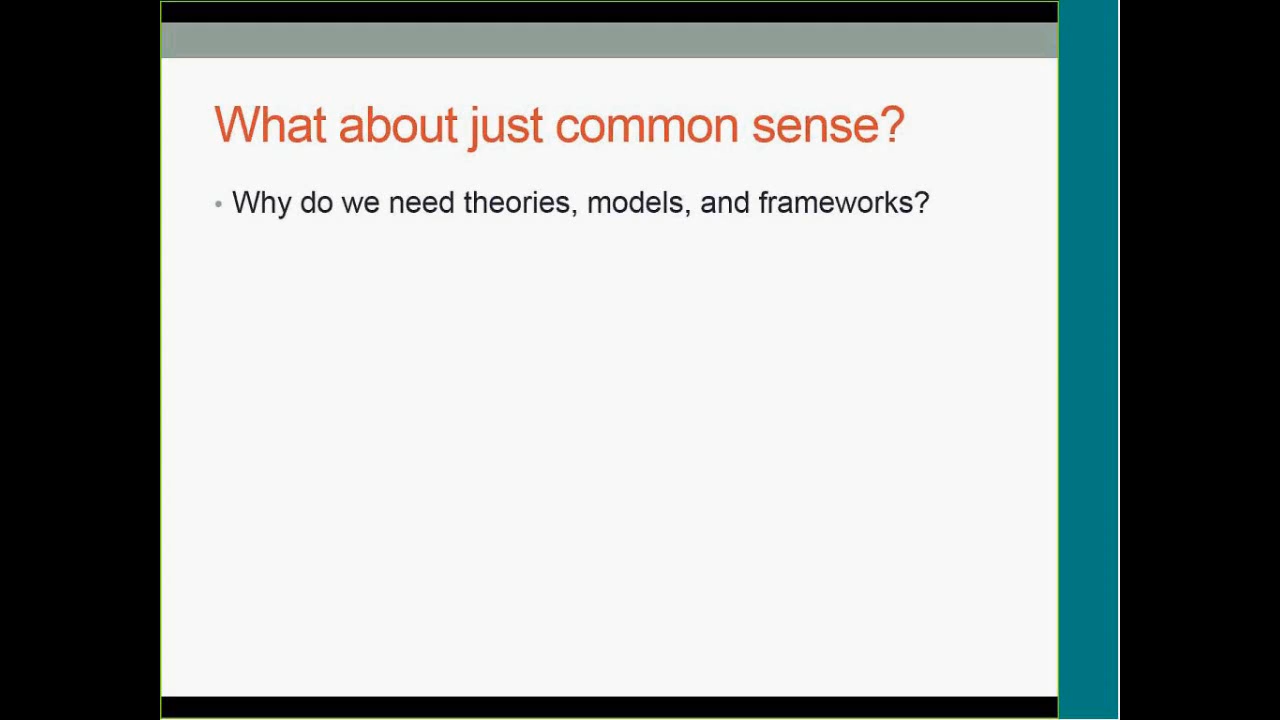 What about just common sense?
• Why do we need theories, models, and frameworks?